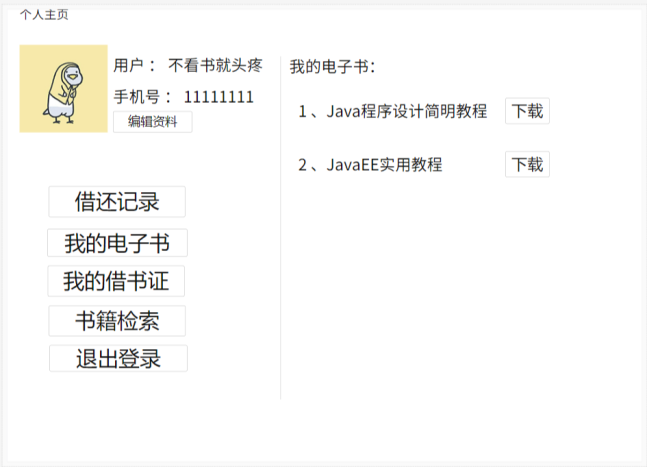 个人主页
用户： 不看书就头疼
手机号： 11111111
编辑资料
借还记录
我的电子书
我的借书证
书籍检索
退出登录
我的电子书：
1、Java程序设计简明教程 下载
2、JavaEE实用教程 下载